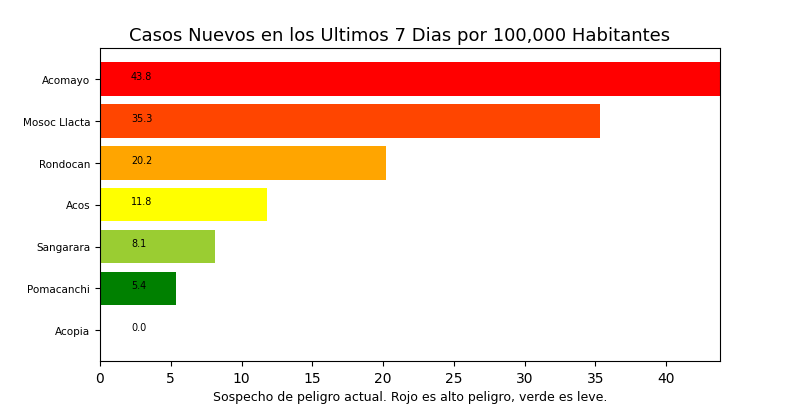 Casos Nuevos en los Ultimos 7 Dias por 100,000 Habitantes
Acomayo 43.8
Mosoc Llacta 35.3
Rondocan 20.2
Acos 11.8
Sangarara 8.1
Pomacanchi 5.4
Acopia 0.0
0 5 10 15 20 25 30 35 40
Sospecho de peligro actual. Rojo es alto peligro, verde es leve.